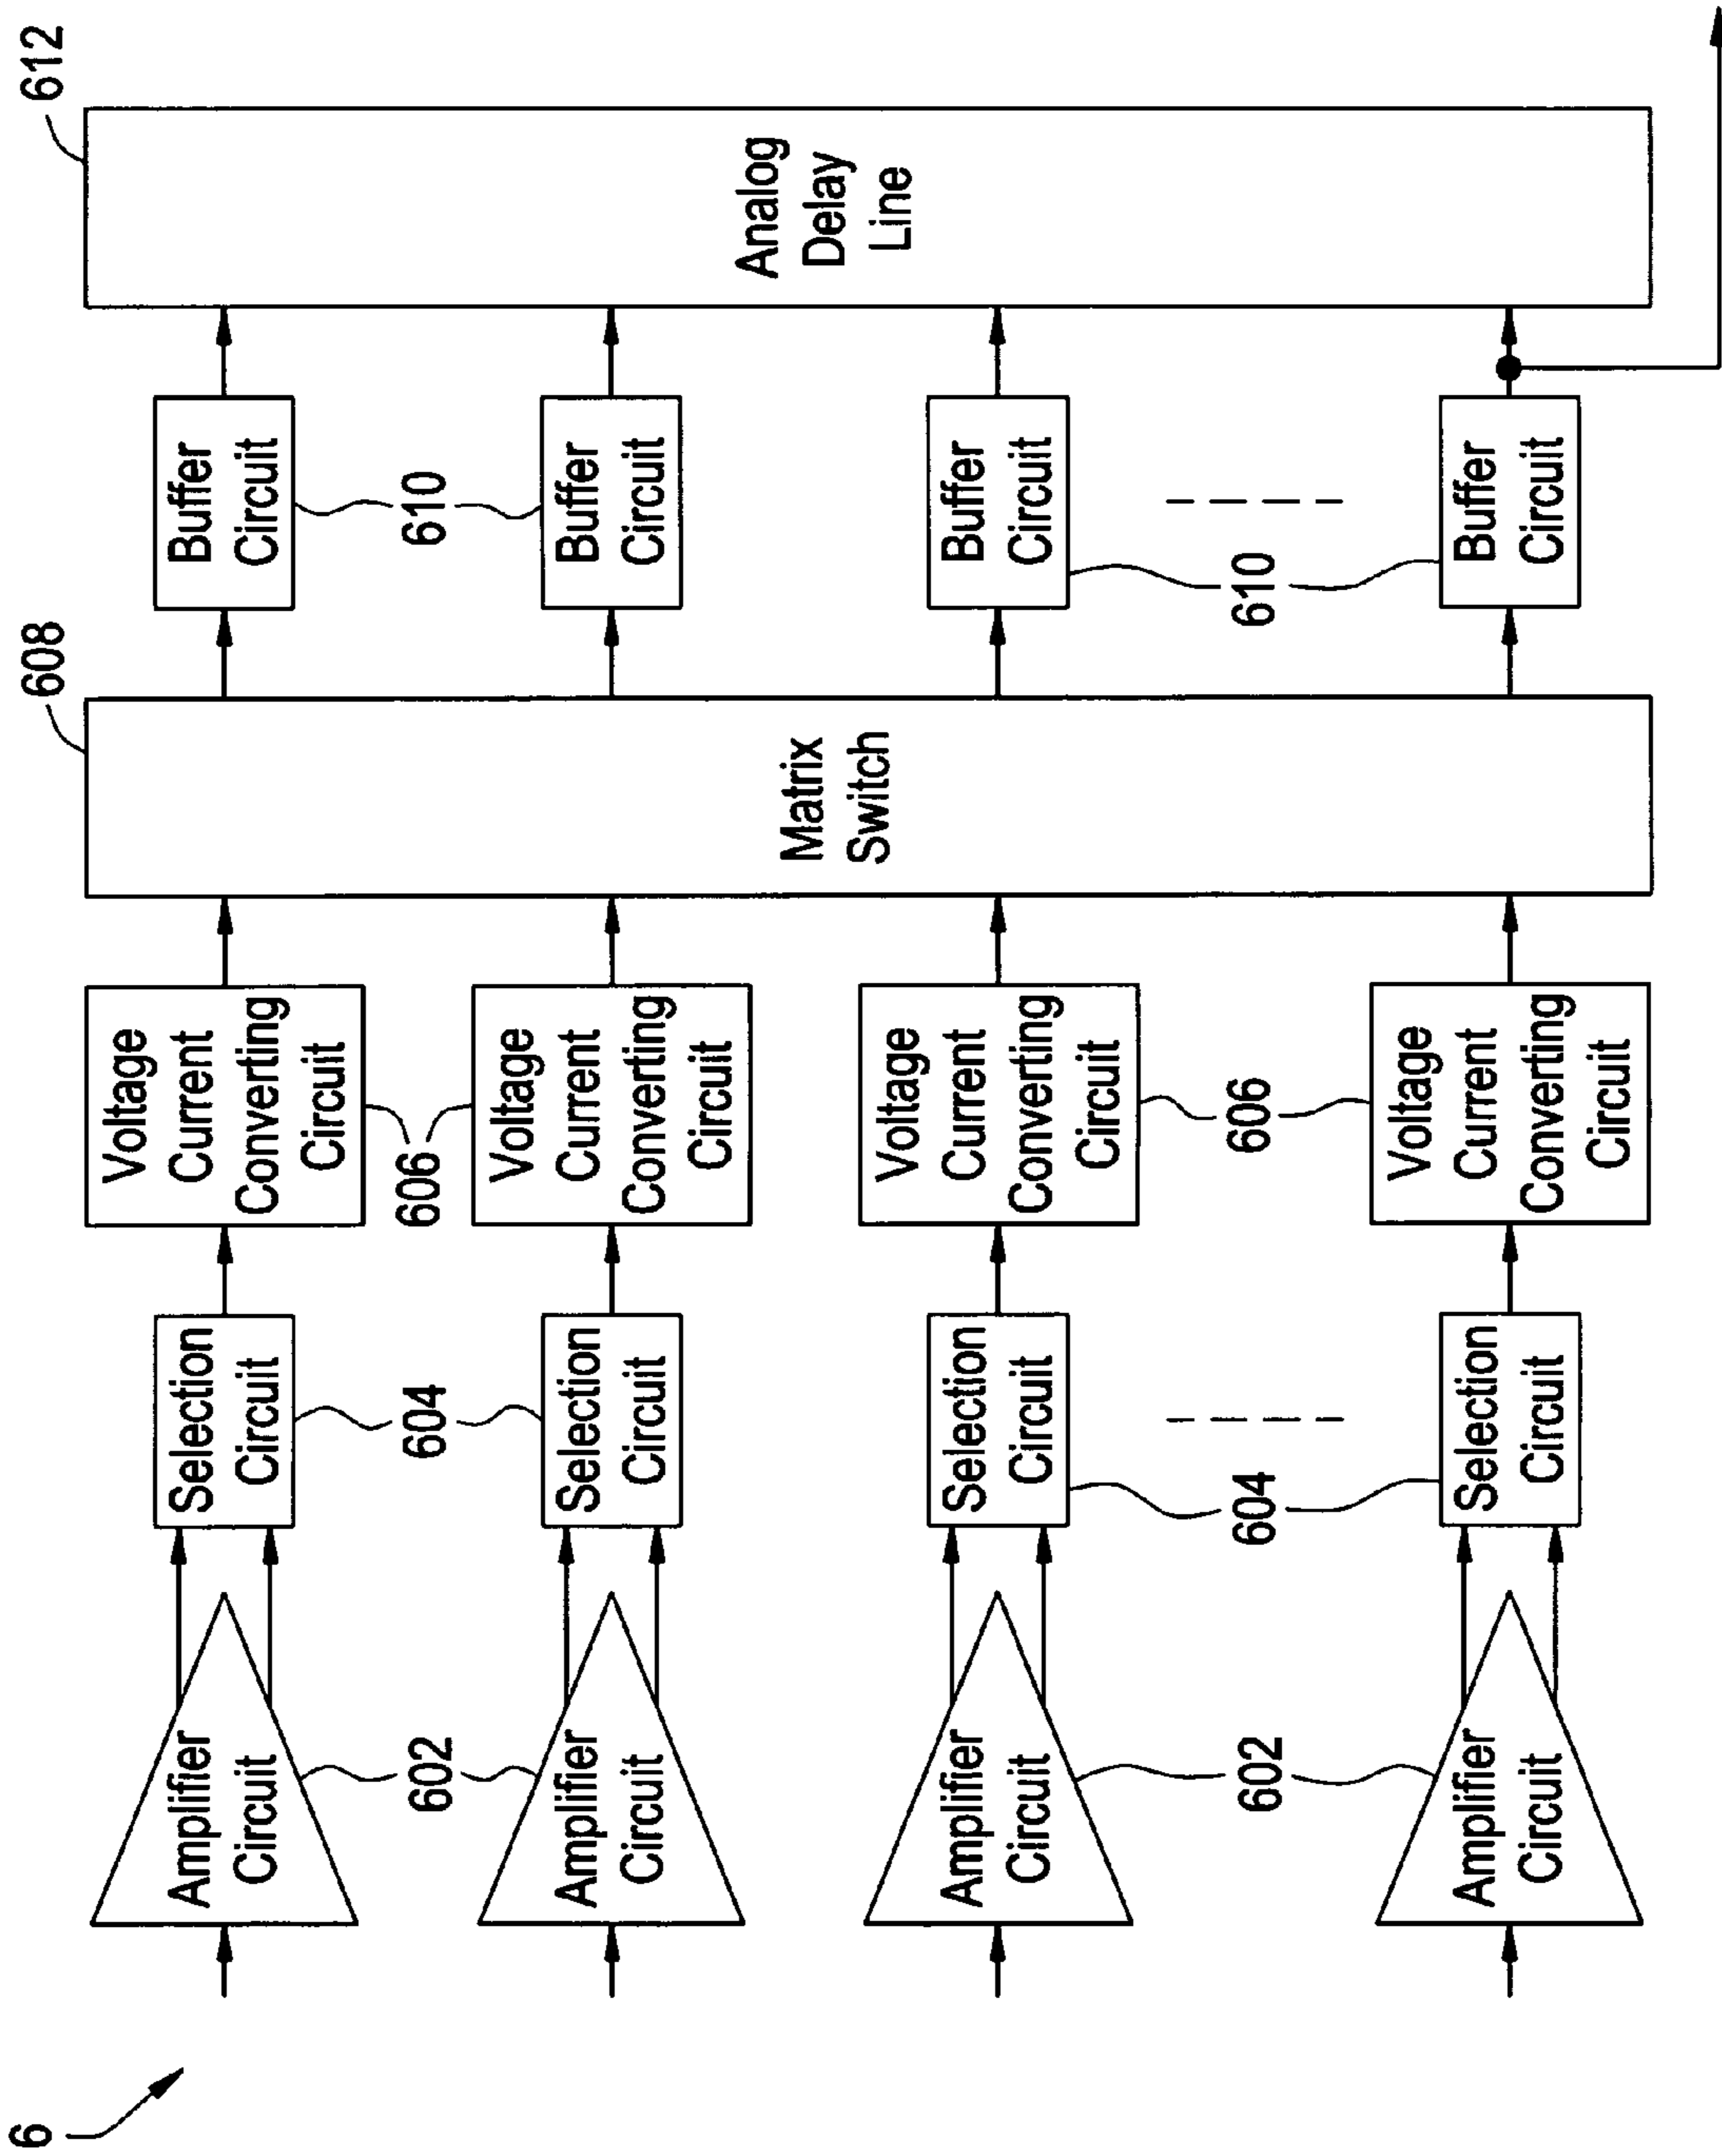 6
612
608
Amplifier
Circuit
Selection
Circuit
Voltage
Current
Converting
Circuit
Matrix
Switch
Buffer
Circuit
Analog
Delay
Line
602
604
606
610
Amplifier
Circuit
Selection
Circuit
Voltage
Current
Converting
Circuit
Buffer
Circuit
Amplifier
Circuit
Selection
Circuit
Voltage
Current
Converting
Circuit
Buffer
Circuit
602
604
606
610
Amplifier
Circuit
Selection
Circuit
Voltage
Current
Converting
Circuit
Buffer
Circuit